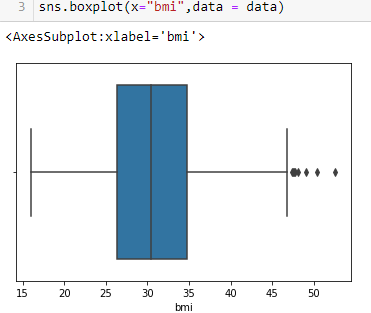 3 sns.boxplot(x="bmi",data = data)
<AxesSubplot:xlabel='bmi'>
15 20 25 30 35 40 45 50
bmi